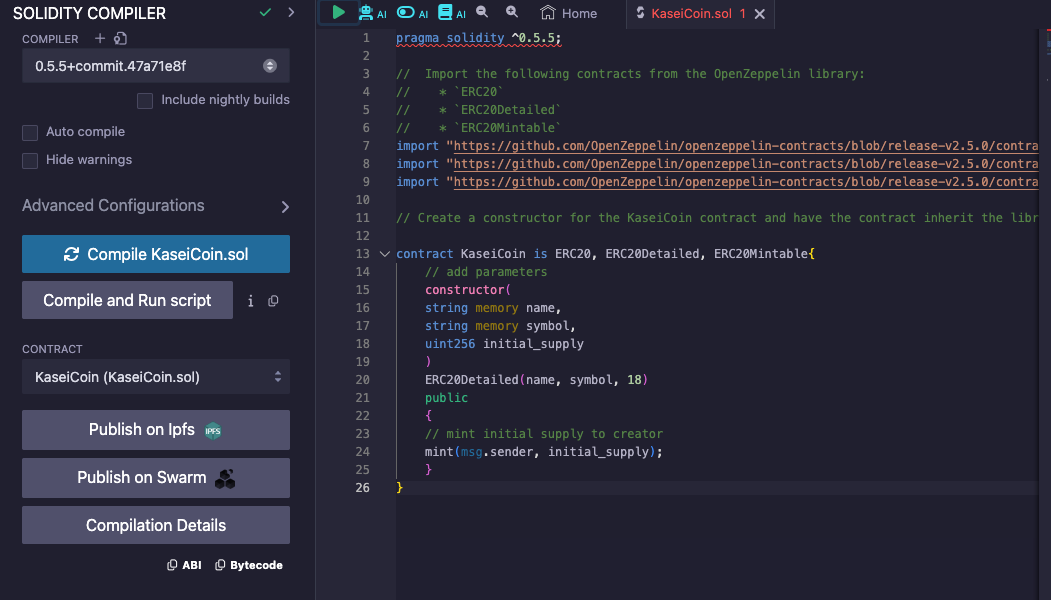 SOLIDITY COMPILER
COMPILER
0.5.5+commit.47a71e8f
Include nightly builds
Auto compile
Hide warnings
Advanced Configurations
Compile KaseiCoin.sol
Compile and Run script
i
CONTRACT
KaseiCoin (KaseiCoin.sol)
Publish on Ipfs IPFS
Publish on Swarm
Compilation Details
ABI Bytecode
AI AI AI Home KaseiCoin.sol 1
1 pragma solidity ^0.5.5;
2
3 //  Import the following contracts from the OpenZeppelin library:
4 //    * `ERC20`
5 //    * `ERC20Detailed`
6 //    * `ERC20Mintable`
7 import "https://github.com/OpenZeppelin/openzeppelin-contracts/blob/release-v2.5.0/contra
8 import "https://github.com/OpenZeppelin/openzeppelin-contracts/blob/release-v2.5.0/contra
9 import "https://github.com/OpenZeppelin/openzeppelin-contracts/blob/release-v2.5.0/contra
10
11 // Create a constructor for the KaseiCoin contract and have the contract inherit the libr
12
13 contract KaseiCoin is ERC20, ERC20Detailed, ERC20Mintable{
14 // add parameters
15 constructor(
16 string memory name,
17 string memory symbol,
18 uint256 initial_supply
19 )
20 ERC20Detailed(name, symbol, 18)
21 public
22 {
23 // mint initial supply to creator
24 mint(msg.sender, initial_supply);
25 }
26 }